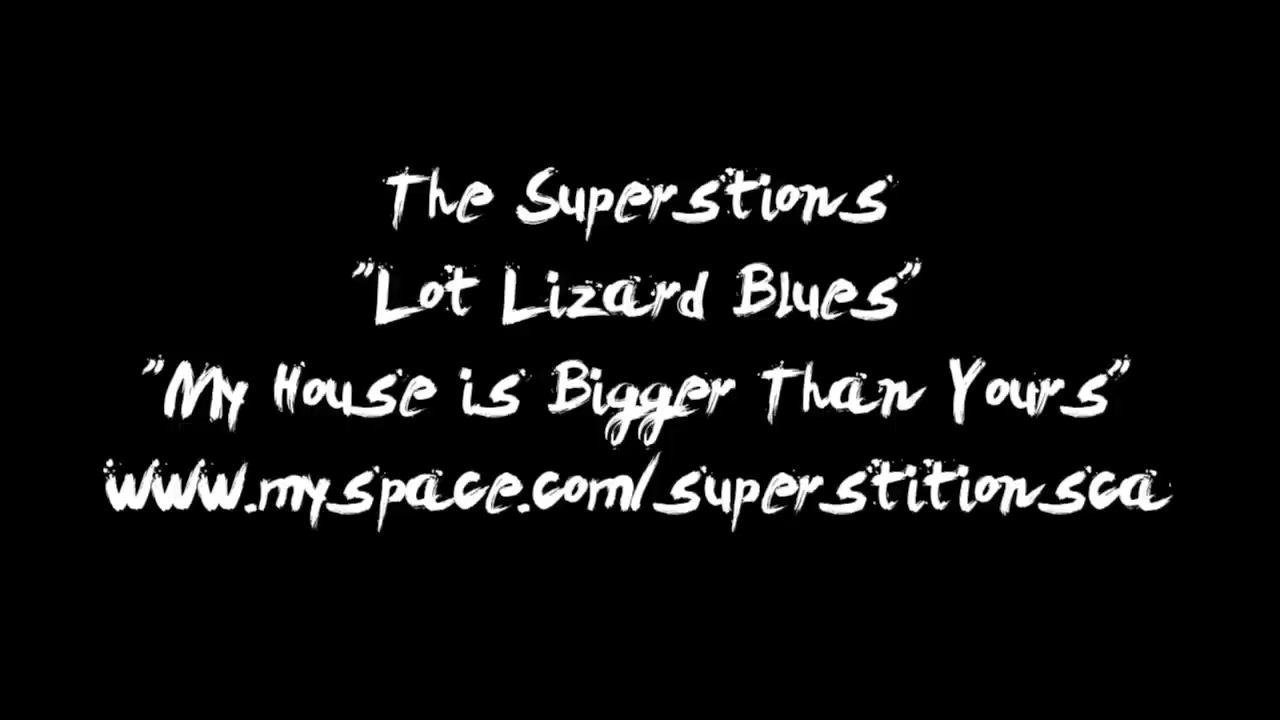 The Superstions
"Lot Lizard Blues"
"My House is Bigger Than Yours"
www.myspace.com/superstitionsca